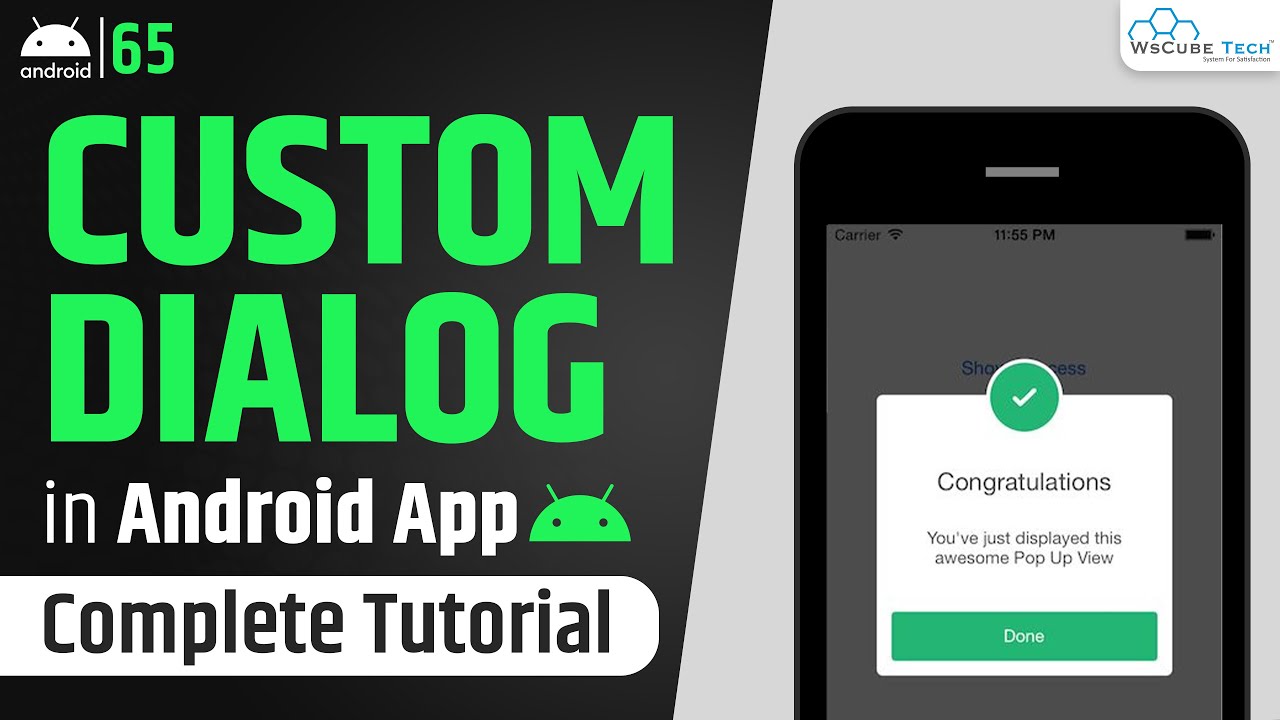 android
65
WsCube Tech™
System For Satisfaction
CUSTOM
DIALOG
in Android App
Complete Tutorial
Carrier
11:55 PM
Congratulations
You've just displayed this
awesome Pop Up View
Done